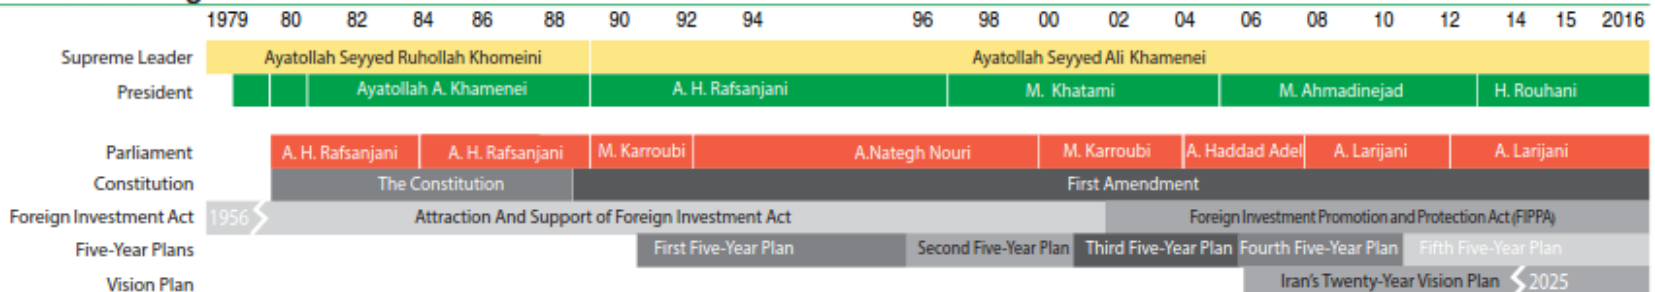 1979 80 82 84 86 88 90 92 94 96 98 00 02 04 06 08 10 12 14 15 2016
Supreme Leader Ayatollah Seyyed Ruhollah Khomeini Ayatollah Seyyed Ali Khamenei
President Ayatollah A. Khamenei A. H. Rafsanjani M. Khatami M. Ahmadinejad H. Rouhani
Parliament A. H. Rafsanjani A. H. Rafsanjani M. Karroubi A.Nategh Nouri M. Karroubi A. Haddad Adel A. Larijani A. Larijani
Constitution The Constitution First Amendment
Foreign Investment Act 1956 Attraction And Support of Foreign Investment Act Foreign Investment Promotion and Protection Act (FIPPA)
Five-Year Plans First Five-Year Plan Second Five-Year Plan Third Five-Year Plan Fourth Five-Year Plan Fifth Five-Year Plan
Vision Plan Iran's Twenty-Year Vision Plan 2025